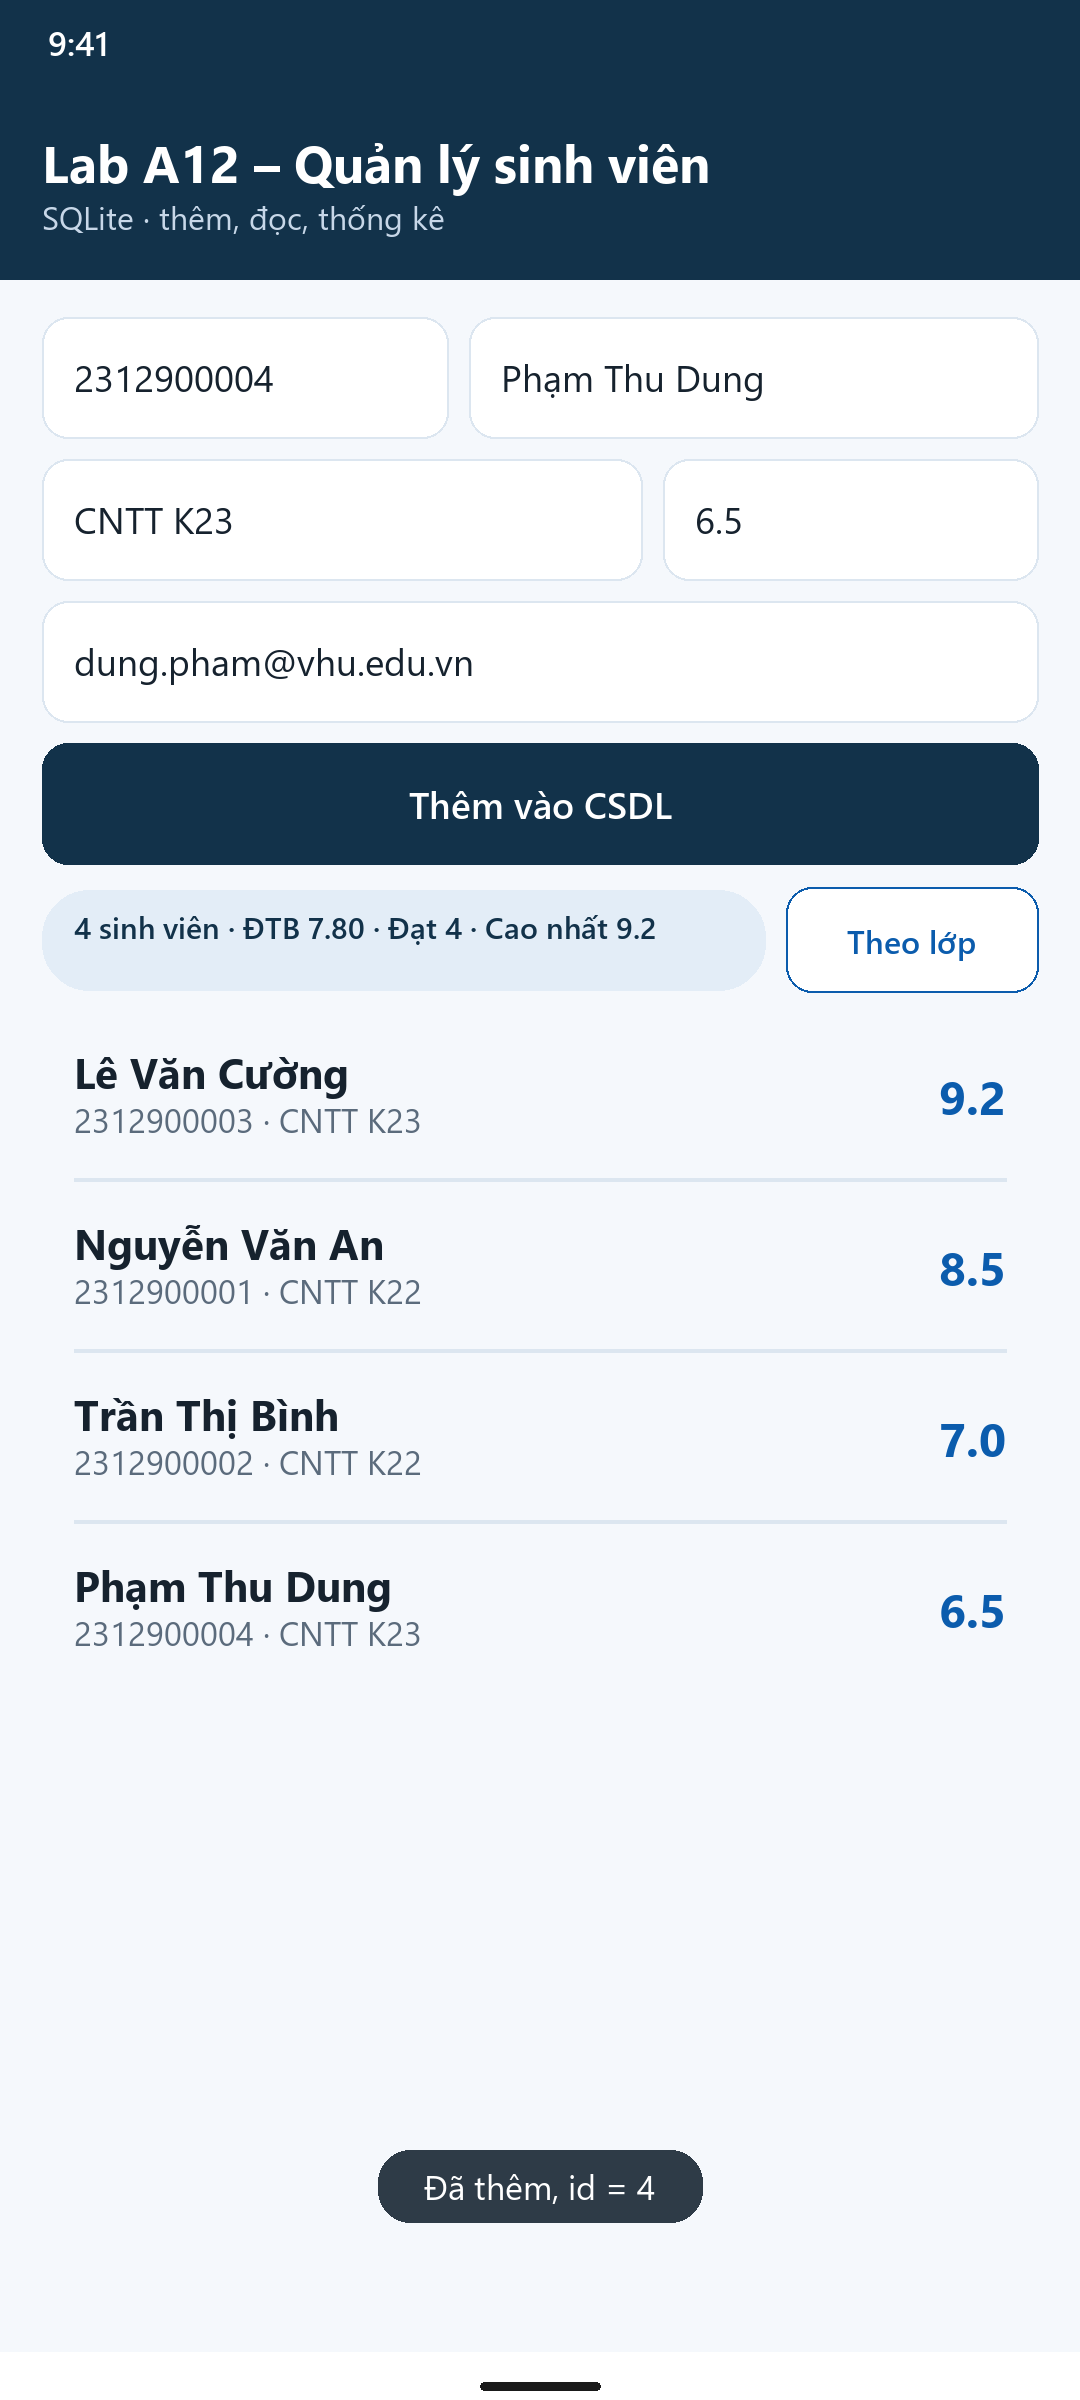 9:41
Lab A12 – Quản lý sinh viên
SQLite · thêm, đọc, thống kê
2312900004
Phạm Thu Dung
CNTT K23
6.5
dung.pham@vhu.edu.vn
Thêm vào CSDL
4 sinh viên · ĐTB 7.80 · Đạt 4 · Cao nhất 9.2
Theo lớp
Lê Văn Cường
2312900003 · CNTT K23
9.2
Nguyễn Văn An
2312900001 · CNTT K22
8.5
Trần Thị Bình
2312900002 · CNTT K22
7.0
Phạm Thu Dung
2312900004 · CNTT K23
6.5
Đã thêm, id = 4